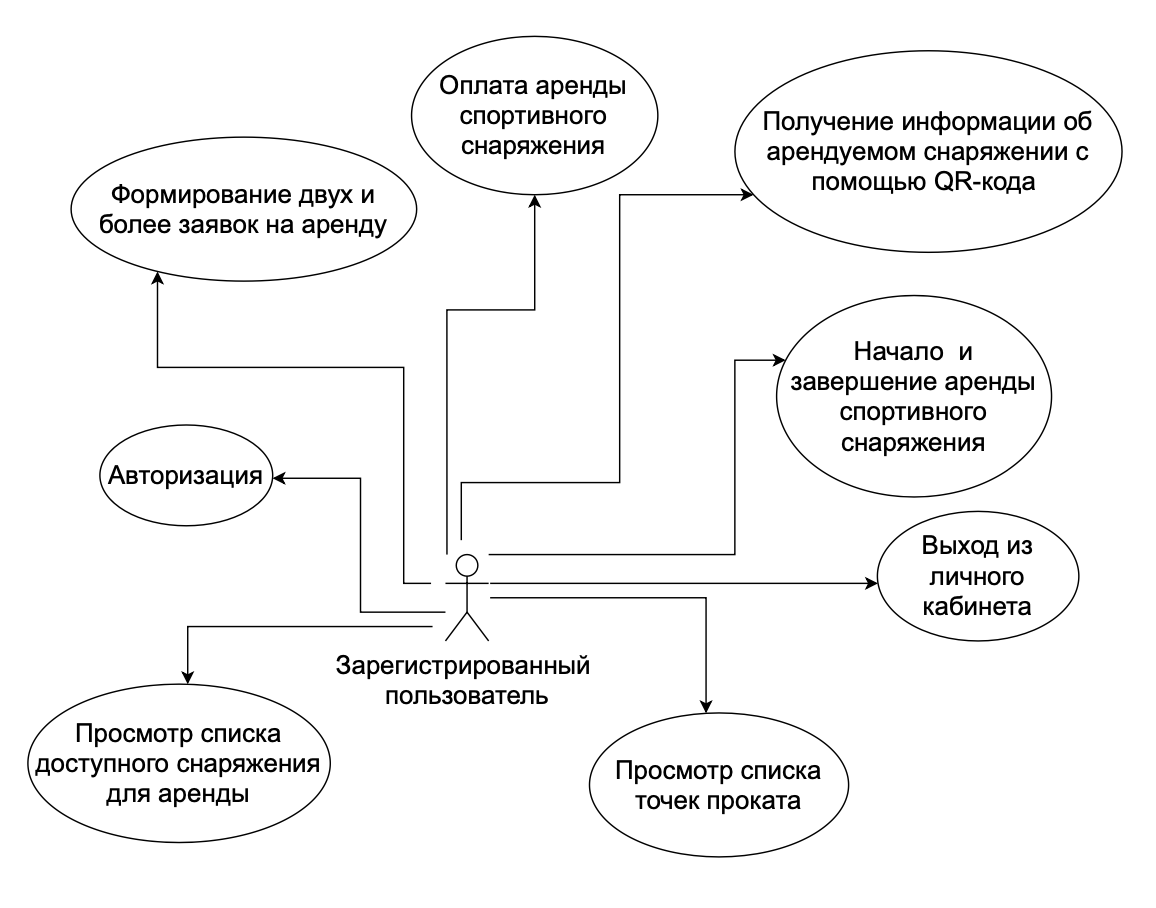 Оплата аренды
спортивного
снаряжения
Получение информации об
арендуемом снаряжении с
помощью QR-кода
Формирование двух и
более заявок на аренду
Начало и
завершение аренды
спортивного
снаряжения
Авторизация
Выход из
личного
кабинета
Зарегистрированный
пользователь
Просмотр списка
доступного снаряжения
для аренды
Просмотр списка
точек проката